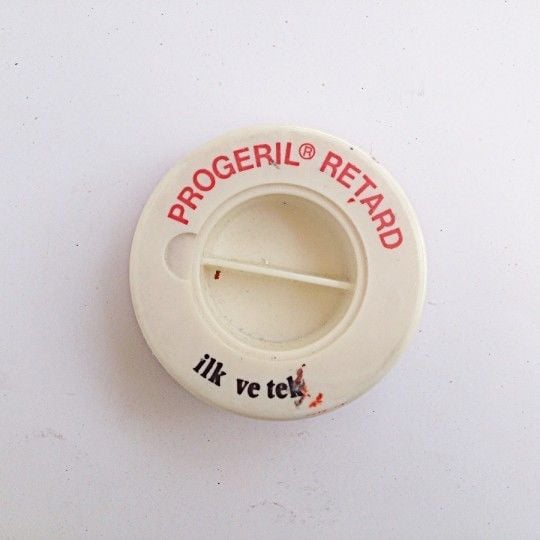 PROGERIL® RETARD
ilk ve tek